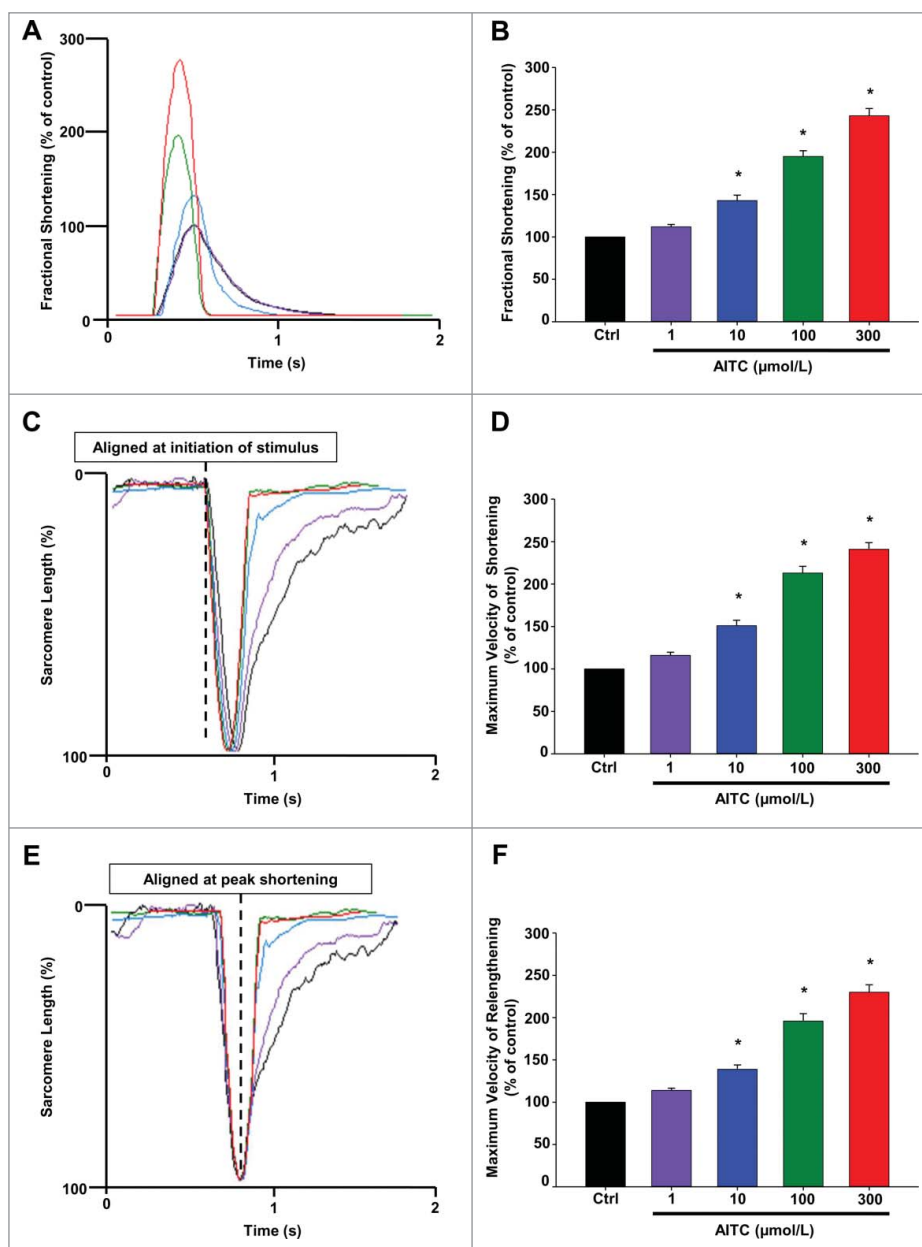 A
Fractional Shortening (% of control)
300
200
100
0
0
1
2
Time (s)
B
Fractional Shortening (% of control)
300
250
200
150
100
50
0
*
*
*
Ctrl
1
10
100
300
AITC (µmol/L)
C
Aligned at initiation of stimulus
Sarcomere Length (%)
0
100
0
1
2
Time (s)
D
Maximum Velocity of Shortening
(% of control)
300
250
200
150
100
50
0
*
*
*
Ctrl
1
10
100
300
AITC (µmol/L)
E
Aligned at peak shortening
Sarcomere Length (%)
0
100
0
1
2
Time (s)
F
Maximum Velocity of Relengthening
(% of control)
300
250
200
150
100
50
0
*
*
*
Ctrl
1
10
100
300
AITC (µmol/L)